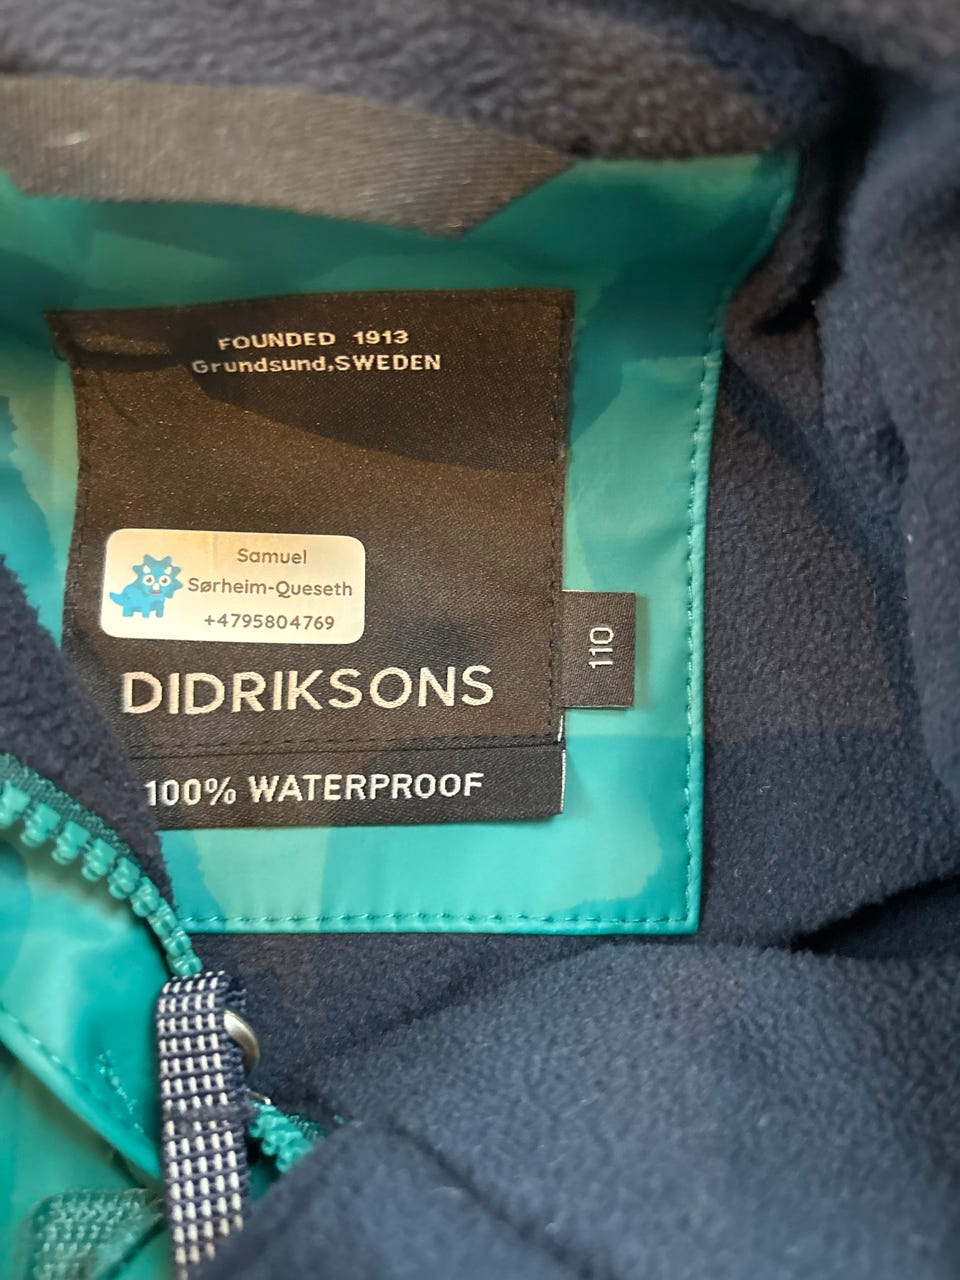 FOUNDED 1913
Grundsund,SWEDEN
Samuel
Sørheim-Queseth
+4795804769
DIDRIKSONS
110
100% WATERPROOF